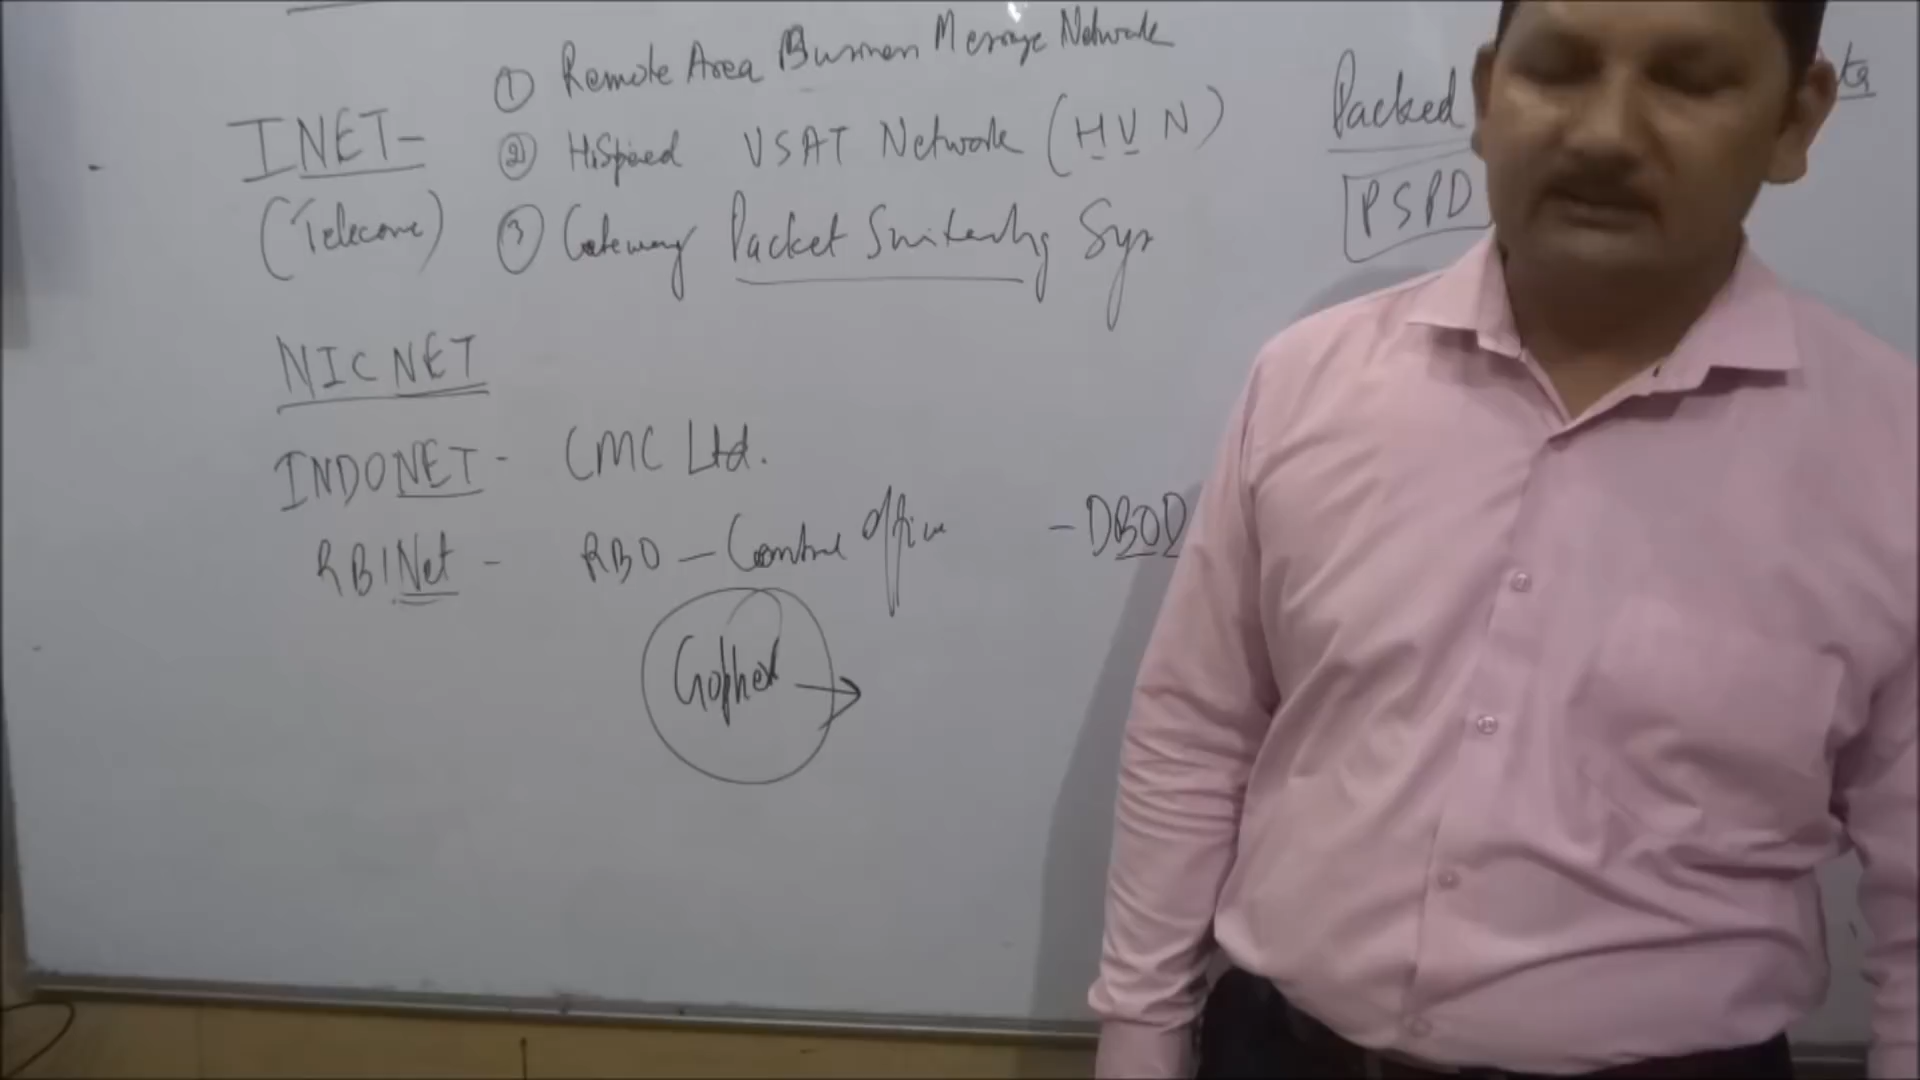 ① Remote Area Business Message Network
INET - ② HiSpeed VSAT Network (HVN)
(Telecome) ③ Gateway Packet Switching Sys
Packed
PSPD
NICNET
INDONET - CMC Ltd.
RBINet - RBO - Central Office - DBOD
Gopher →